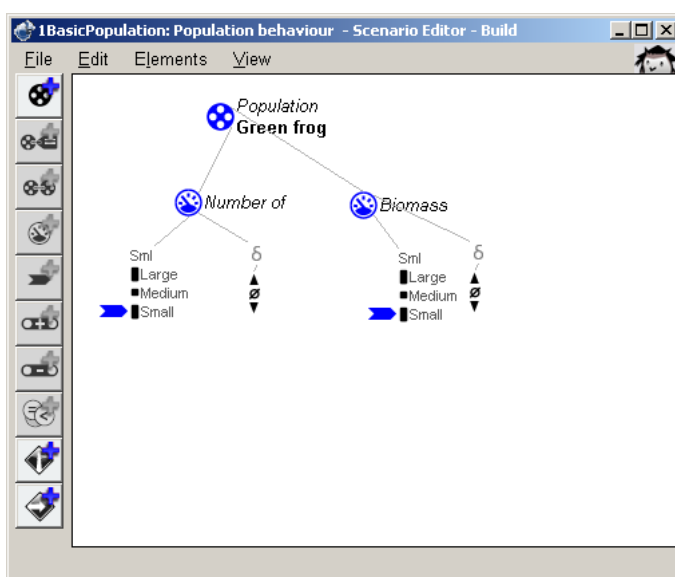 1BasicPopulation: Population behaviour - Scenario Editor - Build
File Edit Elements View
Population
Green frog
Number of
Biomass
Sml
δ
Large
Medium
Ø
Small
Sml
δ
Large
Medium
Ø
Small